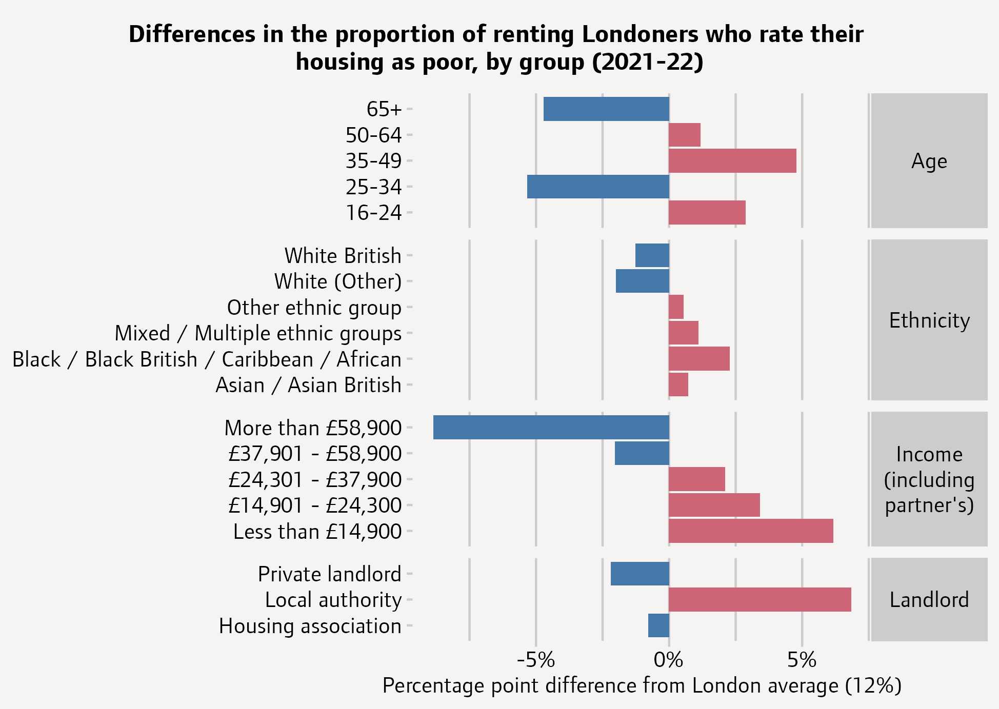 Differences in the proportion of renting Londoners who rate their
housing as poor, by group (2021-22)
65+
50-64
35-49
25-34
16-24
Age
White British
White (Other)
Other ethnic group
Mixed / Multiple ethnic groups
Black / Black British / Caribbean / African
Asian / Asian British
Ethnicity
More than £58,900
£37,901 - £58,900
£24,301 - £37,900
£14,901 - £24,300
Less than £14,900
Income
(including
partner's)
Private landlord
Local authority
Housing association
Landlord
-5% 0% 5%
Percentage point difference from London average (12%)